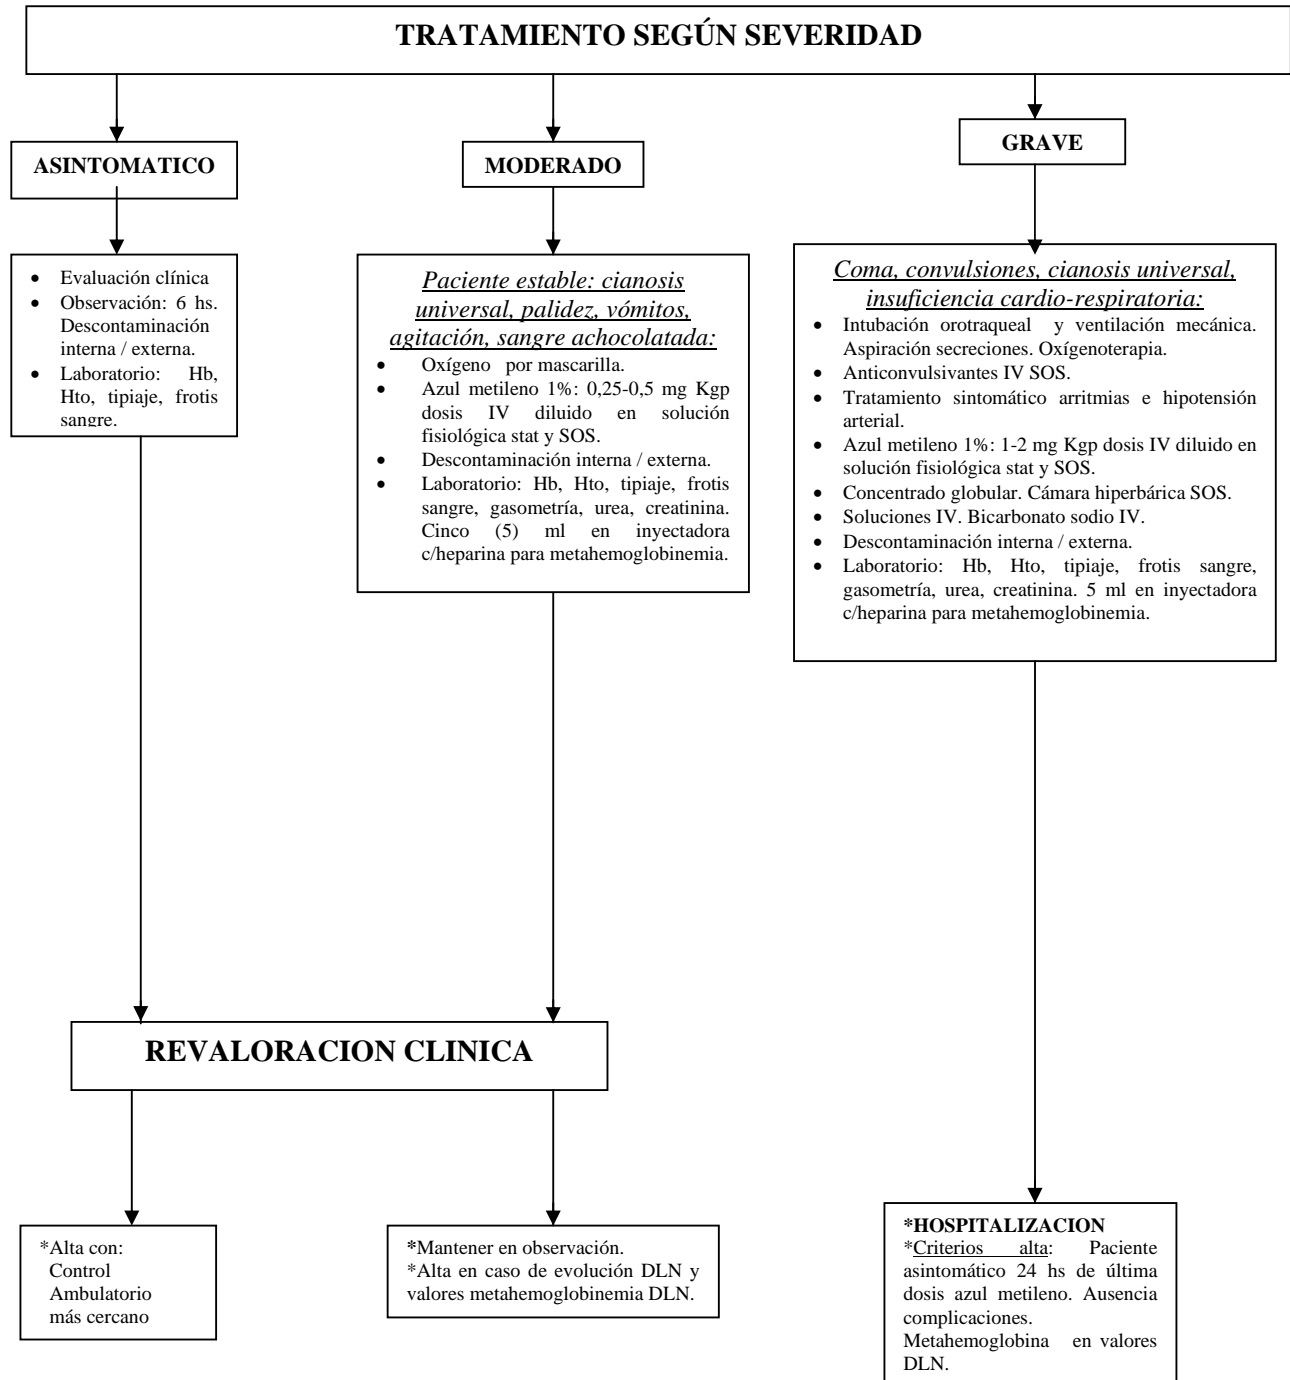 TRATAMIENTO SEGÚN SEVERIDAD
ASINTOMATICO
MODERADO
GRAVE
• Evaluación clínica
• Observación: 6 hs.
Descontaminación
interna / externa.
• Laboratorio: Hb,
Hto, tipiaje, frotis
sangre.
Paciente estable: cianosis
universal, palidez, vómitos,
agitación, sangre achocolatada:
• Oxígeno por mascarilla.
• Azul metileno 1%: 0,25-0,5 mg Kgp
dosis IV diluido en solución
fisiológica stat y SOS.
• Descontaminación interna / externa.
• Laboratorio: Hb, Hto, tipiaje, frotis
sangre, gasometría, urea, creatinina.
Cinco (5) ml en inyectadora
c/heparina para metahemoglobinemia.
Coma, convulsiones, cianosis universal,
insuficiencia cardio-respiratoria:
• Intubación orotraqueal y ventilación mecánica.
Aspiración secreciones. Oxígenoterapia.
• Anticonvulsivantes IV SOS.
• Tratamiento sintomático arritmias e hipotensión
arterial.
• Azul metileno 1%: 1-2 mg Kgp dosis IV diluido en
solución fisiológica stat y SOS.
• Concentrado globular. Cámara hiperbárica SOS.
• Soluciones IV. Bicarbonato sodio IV.
• Descontaminación interna / externa.
• Laboratorio: Hb, Hto, tipiaje, frotis sangre,
gasometría, urea, creatinina. 5 ml en inyectadora
c/heparina para metahemoglobinemia.
REVALORACION CLINICA
*Alta con:
Control
Ambulatorio
más cercano
*Mantener en observación.
*Alta en caso de evolución DLN y
valores metahemoglobinemia DLN.
*HOSPITALIZACION
*Criterios alta: Paciente
asintomático 24 hs de última
dosis azul metileno. Ausencia
complicaciones.
Metahemoglobina en valores
DLN.